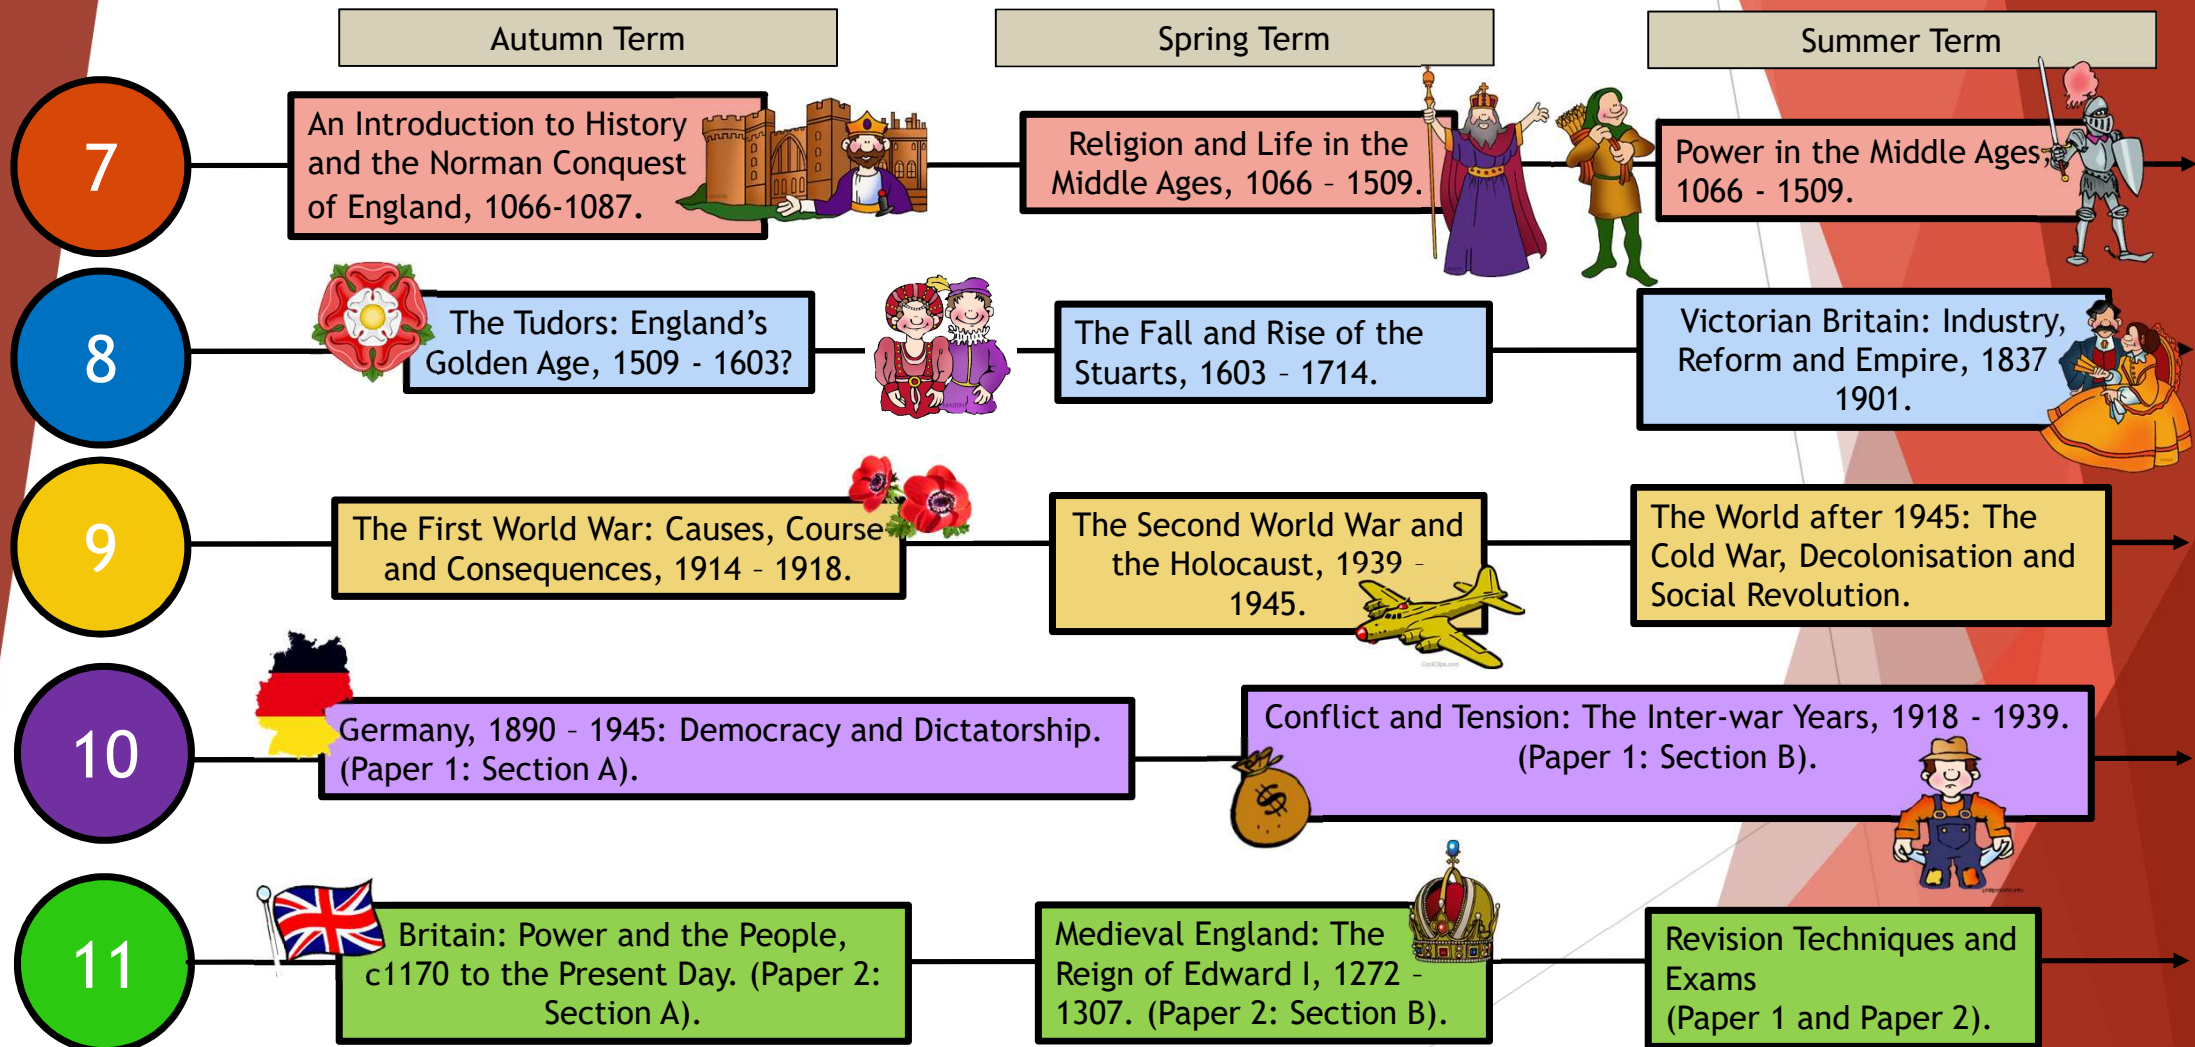 Autumn Term
Spring Term
Summer Term
7
An Introduction to History
and the Norman Conquest
of England, 1066-1087.
Religion and Life in the
Middle Ages, 1066 – 1509.
Power in the Middle Ages,
1066 - 1509.
8
The Tudors: England’s
Golden Age, 1509 - 1603?
The Fall and Rise of the
Stuarts, 1603 – 1714.
Victorian Britain: Industry,
Reform and Empire, 1837
1901.
MARTIN
9
The First World War: Causes, Course
and Consequences, 1914 – 1918.
The Second World War and
the Holocaust, 1939 –
1945.
CoolClips.com
The World after 1945: The
Cold War, Decolonisation and
Social Revolution.
10
Germany, 1890 – 1945: Democracy and Dictatorship.
(Paper 1: Section A).
Conflict and Tension: The Inter-war Years, 1918 - 1939.
(Paper 1: Section B).
$
11
Britain: Power and the People,
c1170 to the Present Day. (Paper 2:
Section A).
Medieval England: The
Reign of Edward I, 1272 –
1307. (Paper 2: Section B).
Revision Techniques and
Exams
(Paper 1 and Paper 2).